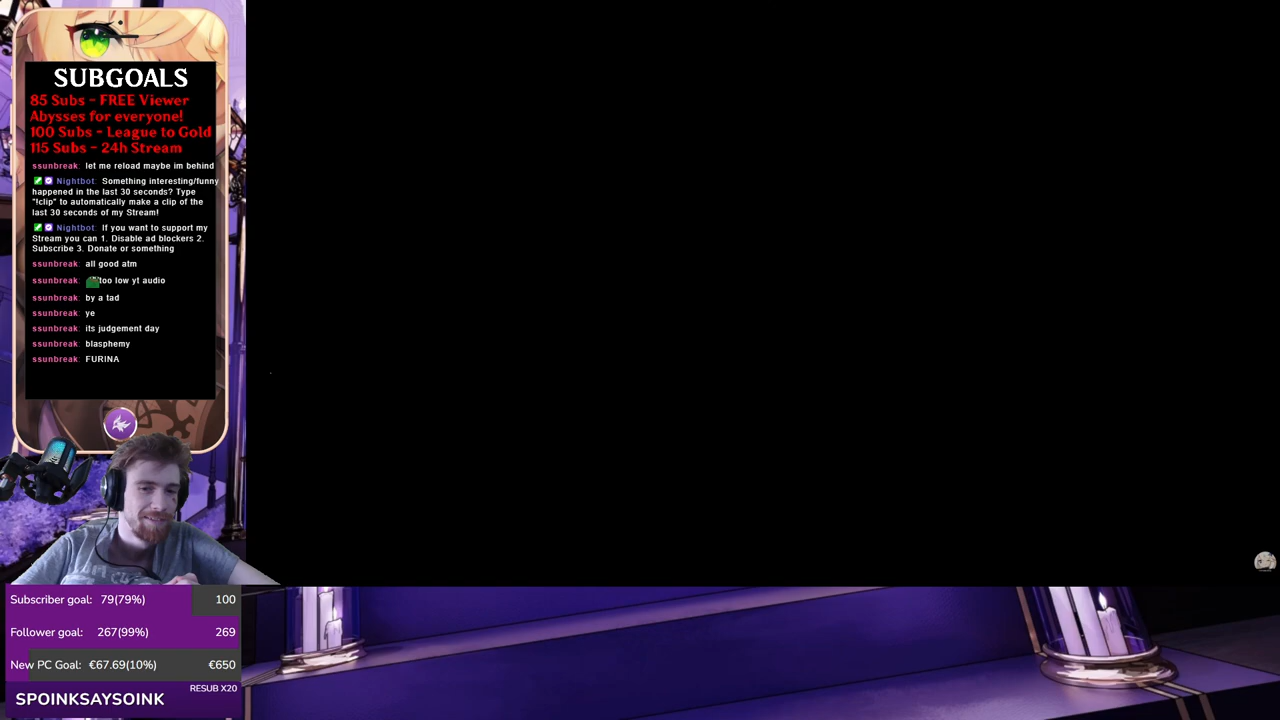 SUBGOALS
85 Subs - FREE Viewer
Abysses for everyone!
100 Subs - League to Gold
115 Subs - 24h Stream
ssunbreak: let me reload maybe im behind
Nightbot: Something interesting/funny
happened in the last 30 seconds? Type
"!clip" to automatically make a clip of the
last 30 seconds of my Stream!
Nightbot: If you want to support my
Stream you can 1. Disable ad blockers 2.
Subscribe 3. Donate or something
ssunbreak: all good atm
ssunbreak: too low yt audio
ssunbreak: by a tad
ssunbreak: ye
ssunbreak: its judgement day
ssunbreak: blasphemy
ssunbreak: FURINA
Subscriber goal: 79(79%) 100
Follower goal: 267(99%) 269
New PC Goal: €67.69(10%) €650
SPOINKSAYSOINK RESUB X20